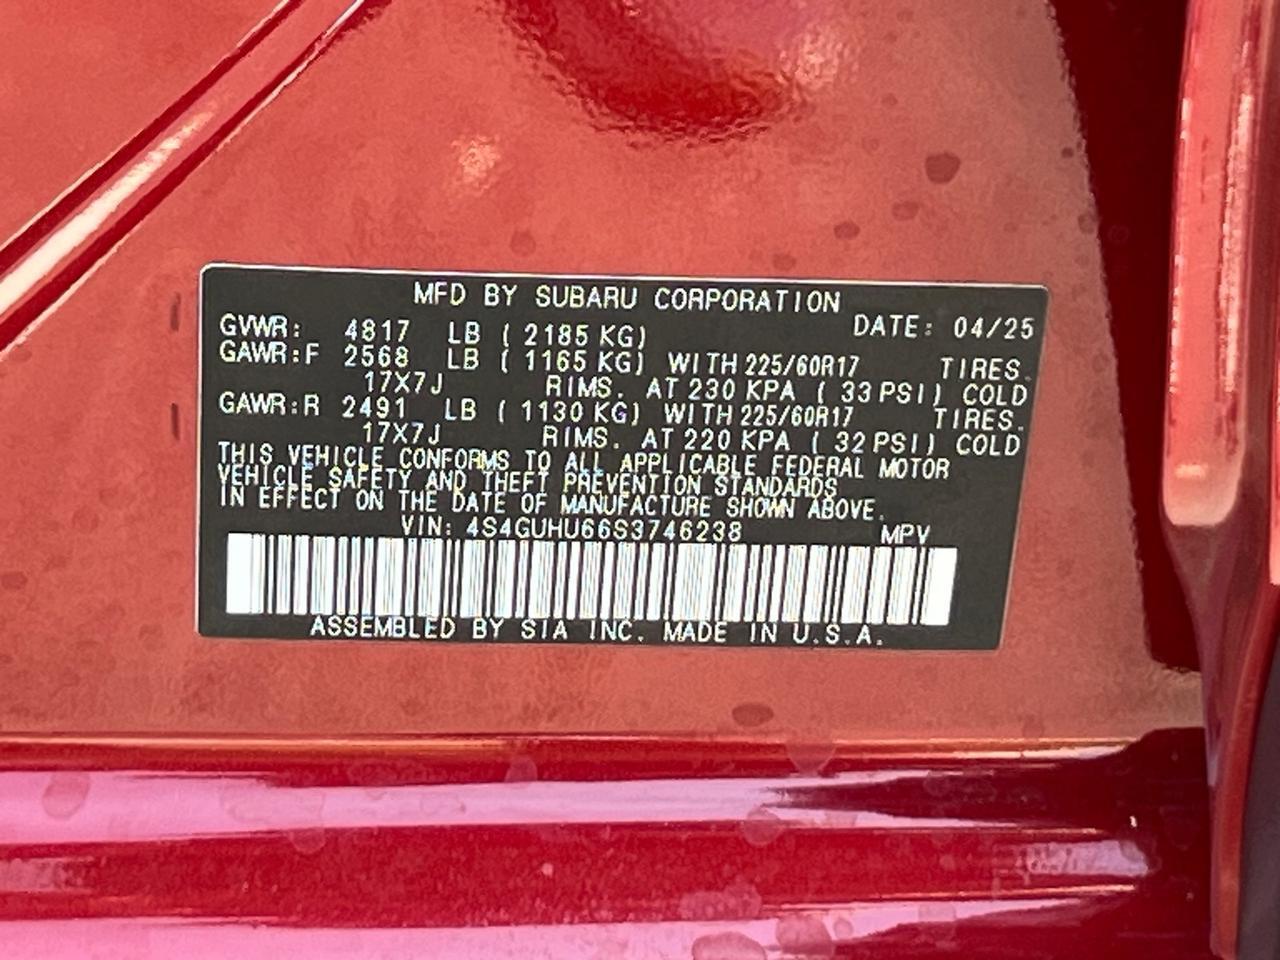 MFD BY SUBARU CORPORATION
GVWR: 4817 LB ( 2185 KG) DATE: 04/25
GAWR:F 2568 LB ( 1165 KG) WITH 225/60R17 TIRES.
17X7J RIMS. AT 230 KPA ( 33 PSI) COLD
GAWR:R 2491 LB ( 1130 KG) WITH 225/60R17 TIRES.
17X7J RIMS. AT 220 KPA ( 32 PSI) COLD
THIS VEHICLE CONFORMS TO ALL APPLICABLE FEDERAL MOTOR
VEHICLE SAFETY AND THEFT PREVENTION STANDARDS
IN EFFECT ON THE DATE OF MANUFACTURE SHOWN ABOVE.
VIN: 4S4GUHU66S3746238 MPV
ASSEMBLED BY SIA INC. MADE IN U.S.A.